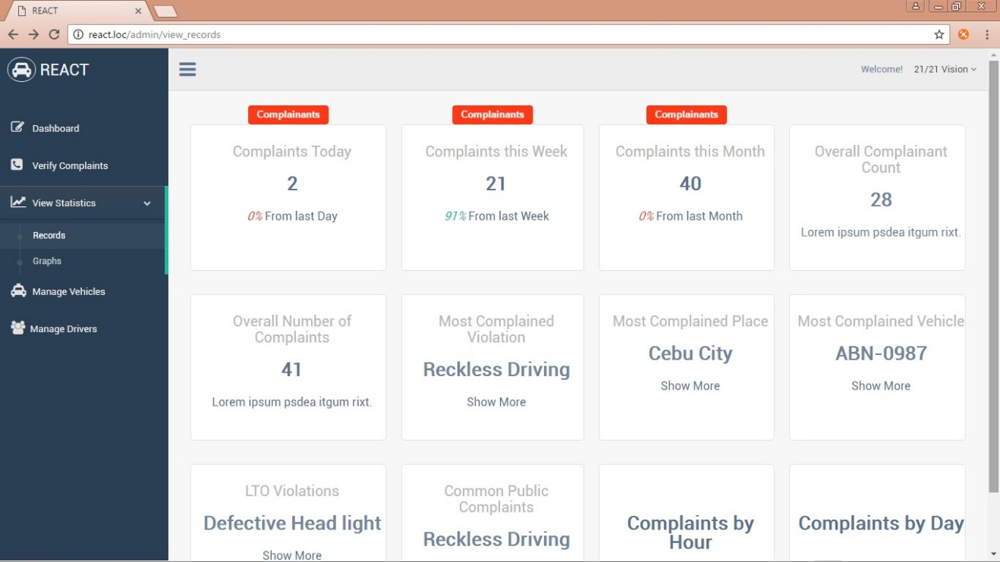 REACT
react.loc/admin/view_records
REACT
Welcome! 21/21 Vision
Dashboard
Verify Complaints
View Statistics
Records
Graphs
Manage Vehicles
Manage Drivers
Complainants
Complaints Today
2
0% From last Day
Complainants
Complaints this Week
21
91% From last Week
Complainants
Complaints this Month
40
0% From last Month
Overall Complainant
Count
28
Lorem ipsum psdea itgum rixt.
Overall Number of
Complaints
41
Lorem ipsum psdea itgum rixt.
Most Complained
Violation
Reckless Driving
Show More
Most Complained Place
Cebu City
Show More
Most Complained Vehicle
ABN-0987
Show More
LTO Violations
Defective Head light
Show More
Common Public
Complaints
Reckless Driving
Complaints by
Hour
Complaints by Day